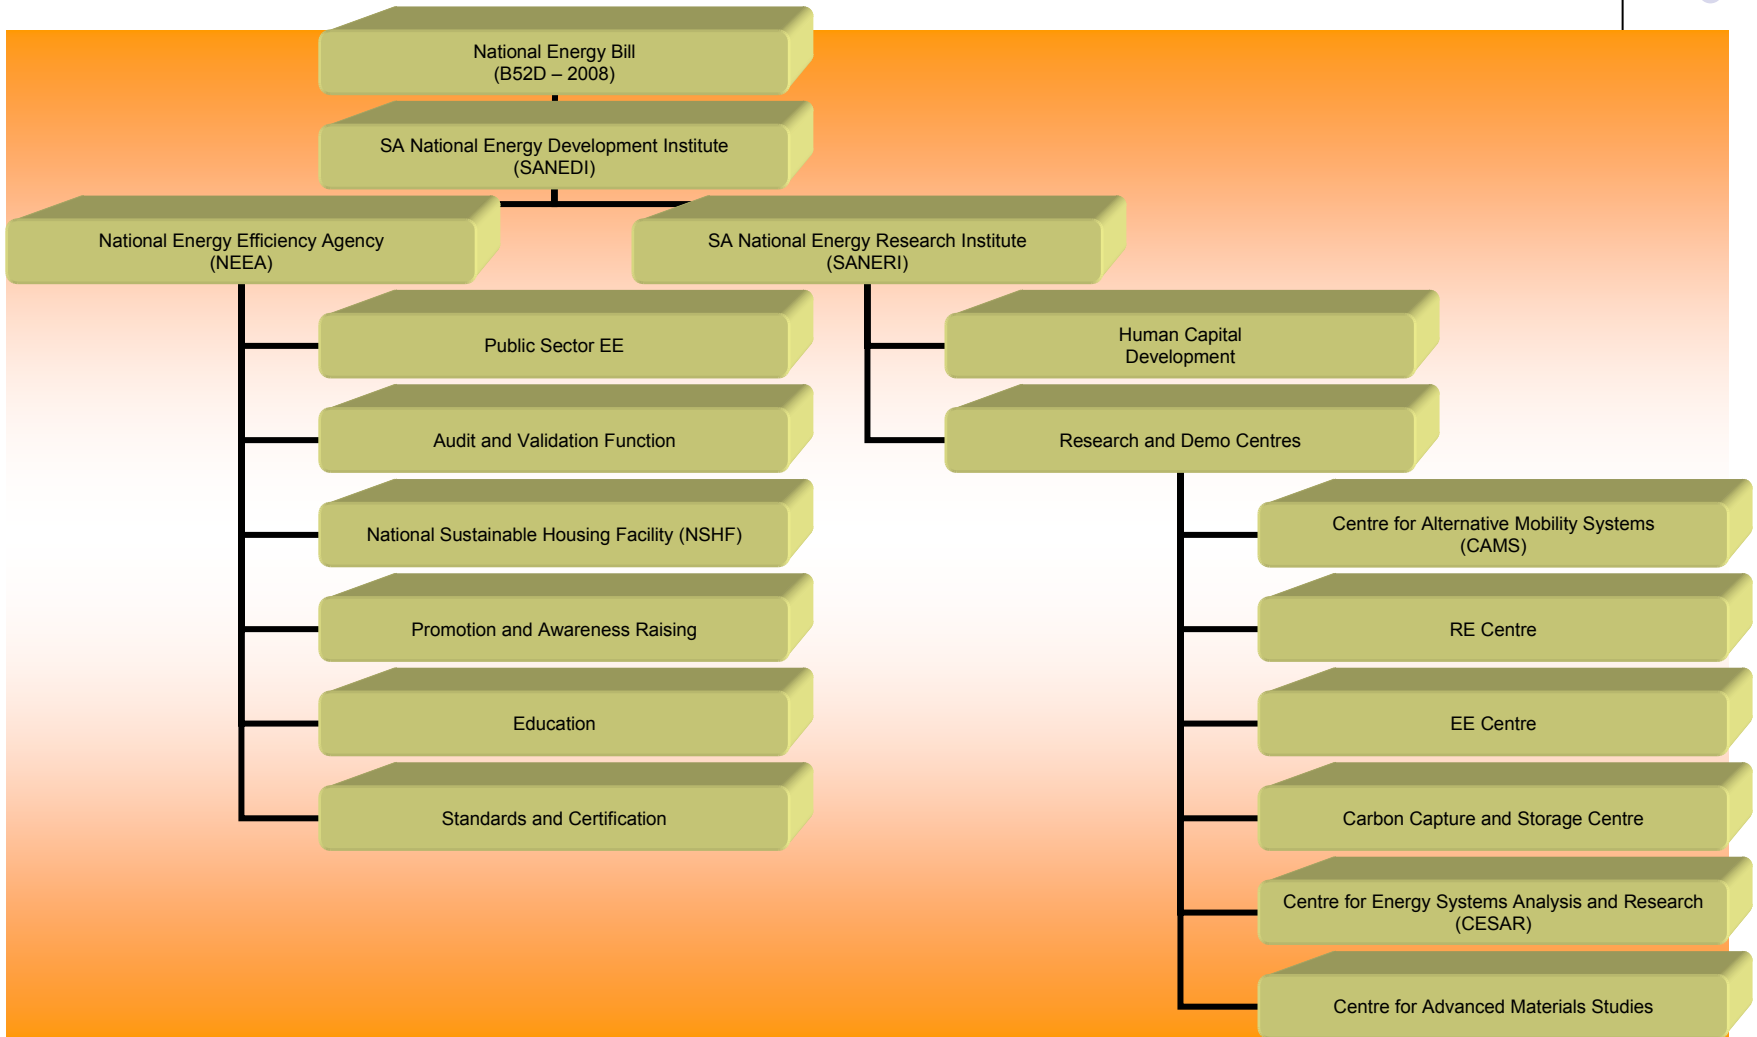 National Energy Bill
(B52D – 2008)
SA National Energy Development Institute
(SANEDI)
National Energy Efficiency Agency
(NEEA)
SA National Energy Research Institute
(SANERI)
Public Sector EE
Human Capital
Development
Audit and Validation Function
Research and Demo Centres
National Sustainable Housing Facility (NSHF)
Centre for Alternative Mobility Systems
(CAMS)
Promotion and Awareness Raising
RE Centre
Education
EE Centre
Standards and Certification
Carbon Capture and Storage Centre
Centre for Energy Systems Analysis and Research
(CESAR)
Centre for Advanced Materials Studies